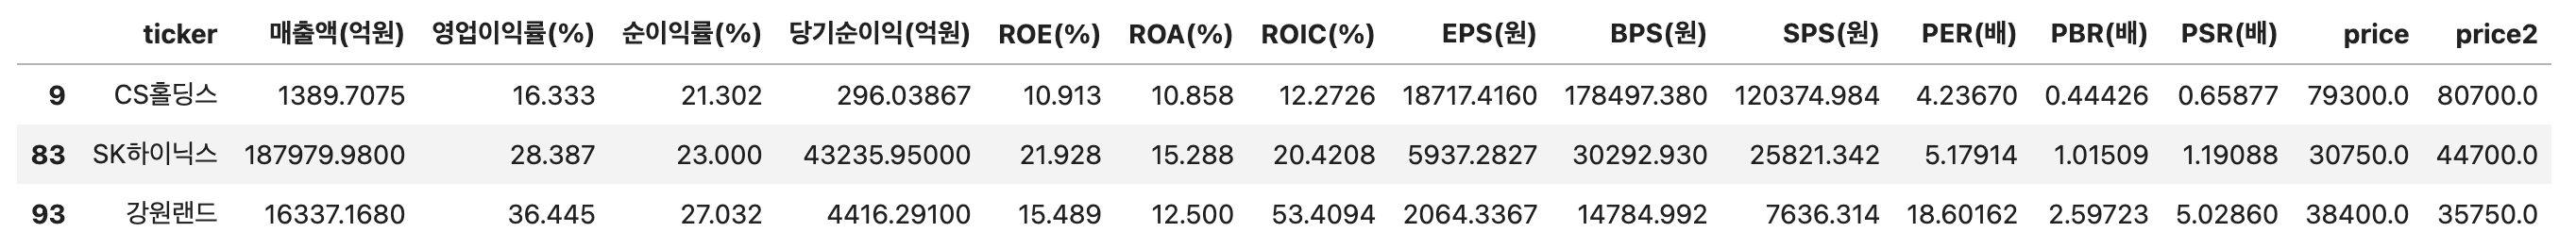 ticker 매출액(억원) 영업이익률(%) 순이익률(%) 당기순이익(억원) ROE(%) ROA(%) ROIC(%) EPS(원) BPS(원) SPS(원) PER(배) PBR(배) PSR(배) price price2
9 CS홀딩스 1389.7075 16.333 21.302 296.03867 10.913 10.858 12.2726 18717.4160 178497.380 120374.984 4.23670 0.44426 0.65877 79300.0 80700.0
83 SK하이닉스 187979.9800 28.387 23.000 43235.95000 21.928 15.288 20.4208 5937.2827 30292.930 25821.342 5.17914 1.01509 1.19088 30750.0 44700.0
93 강원랜드 16337.1680 36.445 27.032 4416.29100 15.489 12.500 53.4094 2064.3367 14784.992 7636.314 18.60162 2.59723 5.02860 38400.0 35750.0